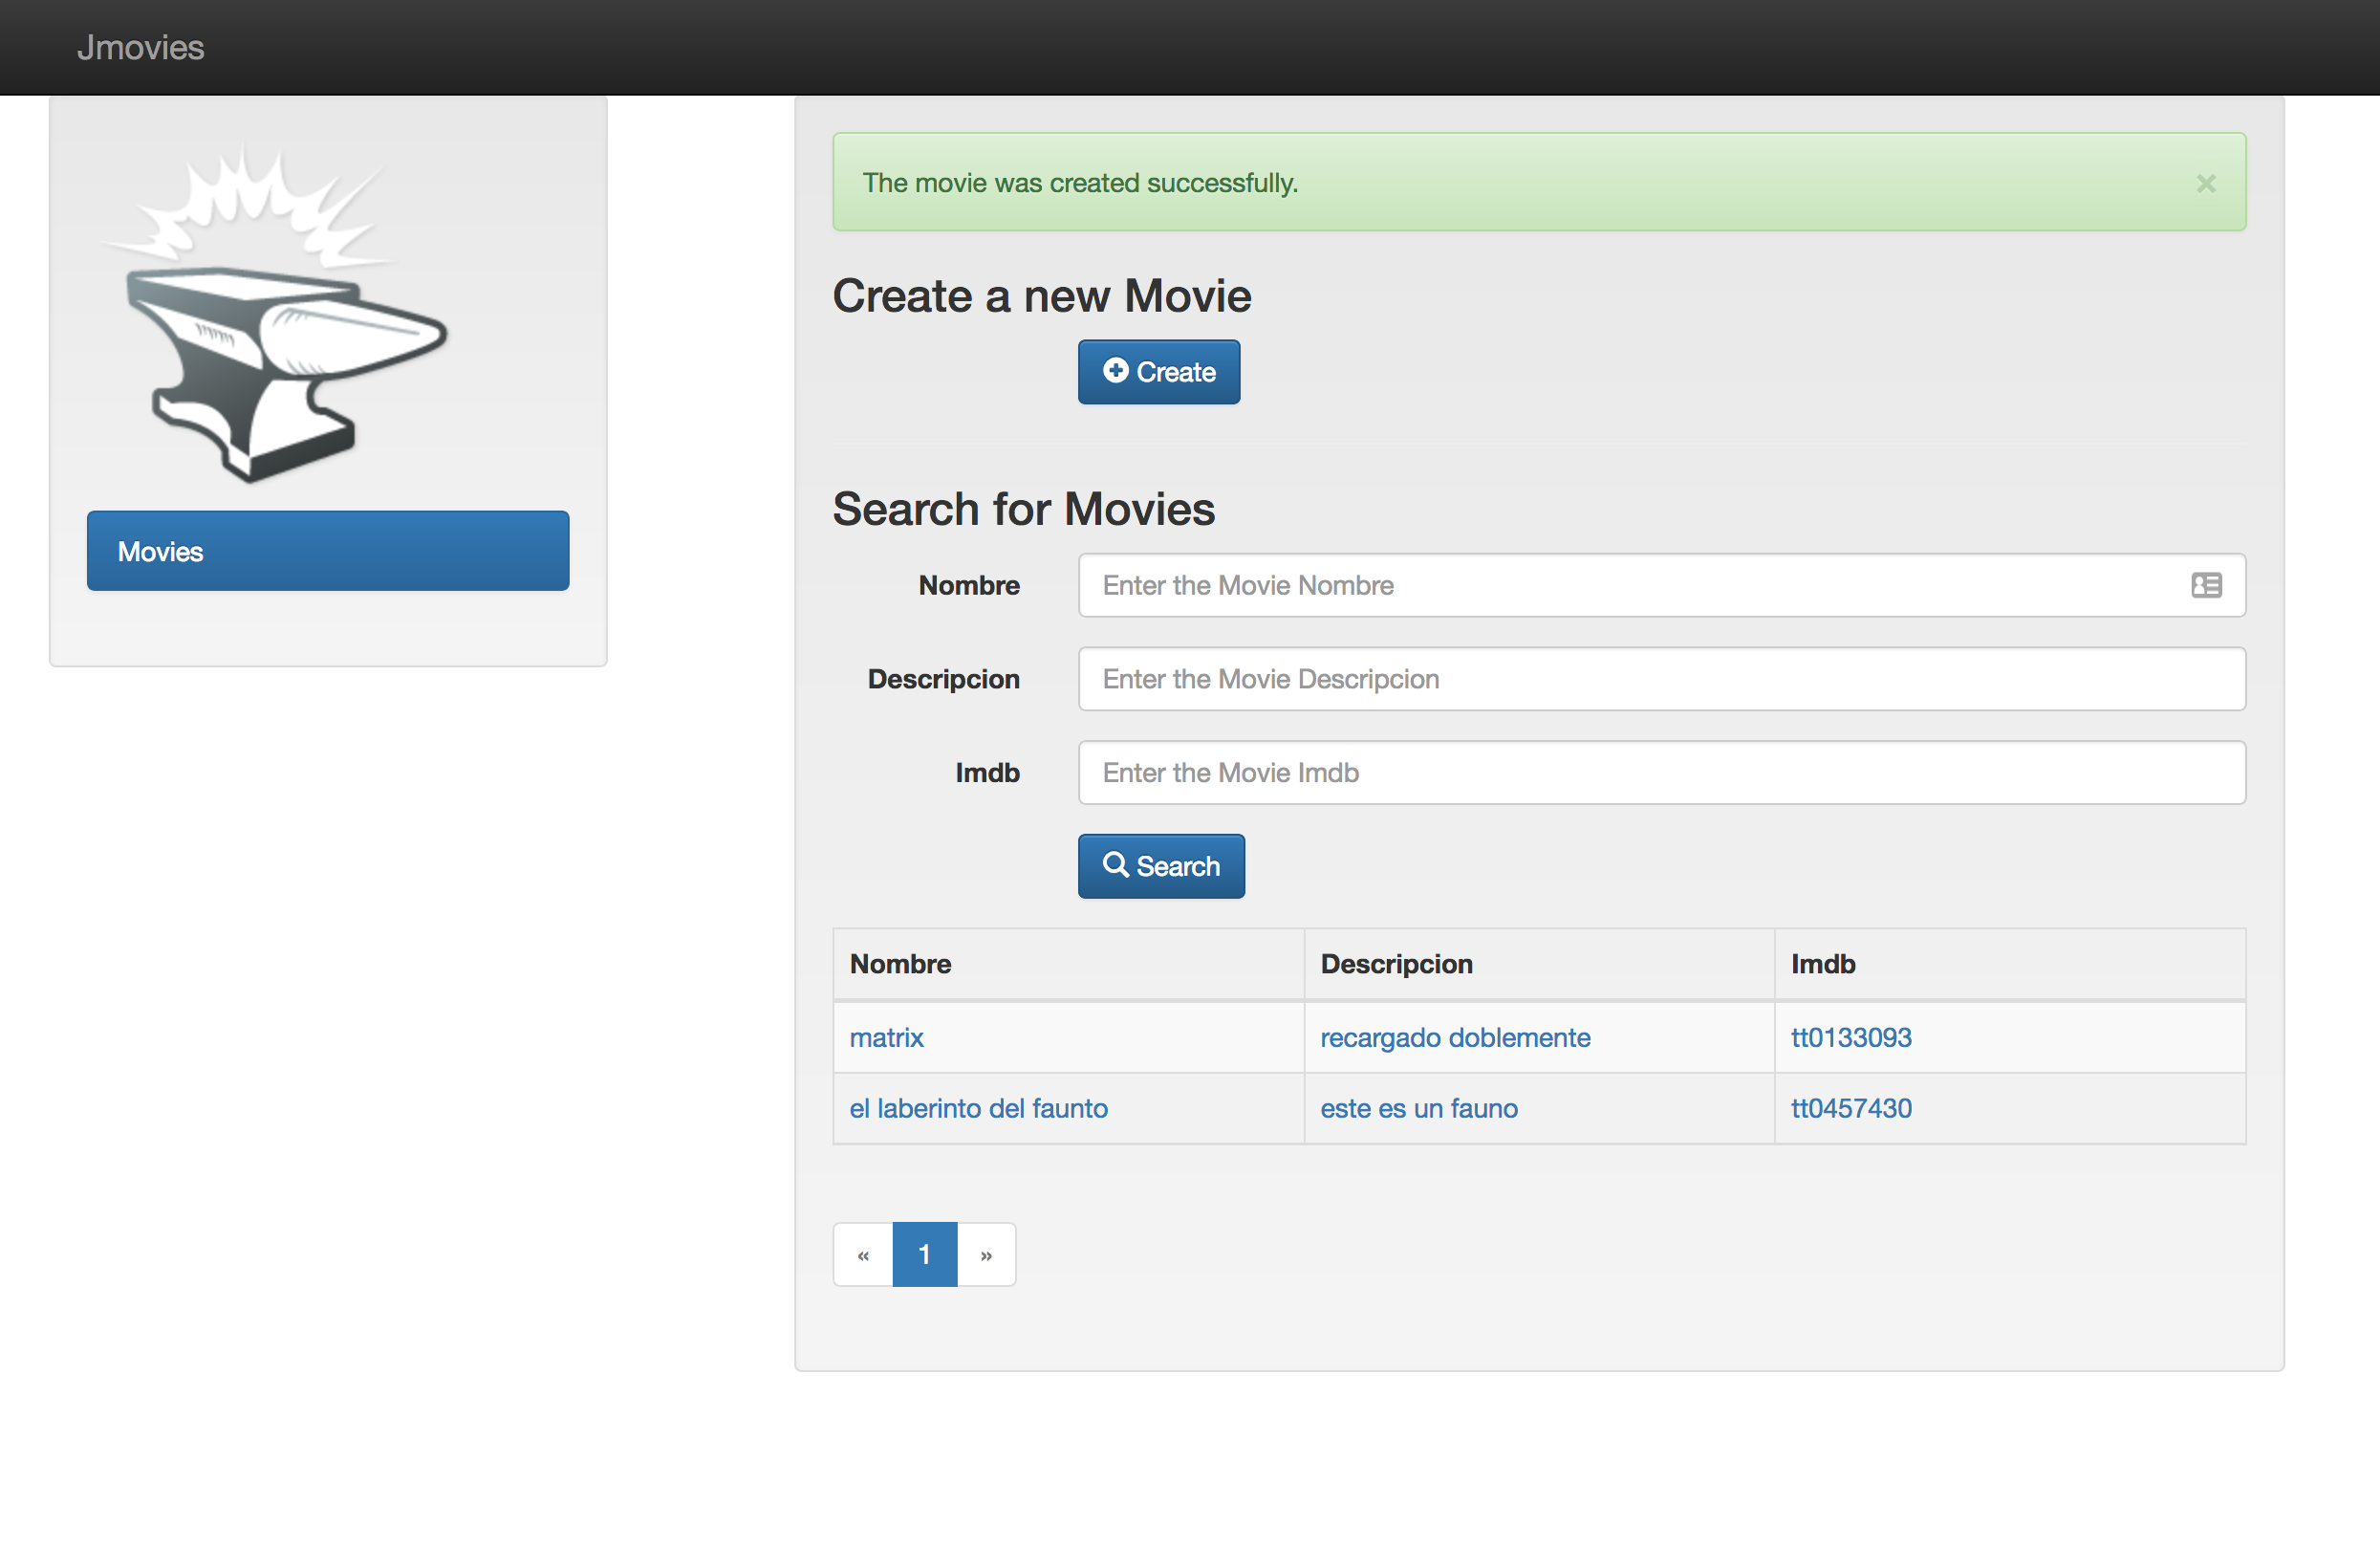 Jmovies
Movies
The movie was created successfully. ×
Create a new Movie
Create
Search for Movies
Nombre Enter the Movie Nombre
Descripcion Enter the Movie Descripcion
Imdb Enter the Movie Imdb
Search
Nombre Descripcion Imdb
matrix recargado doblemente tt0133093
el laberinto del faunto este es un fauno tt0457430
« 1 »